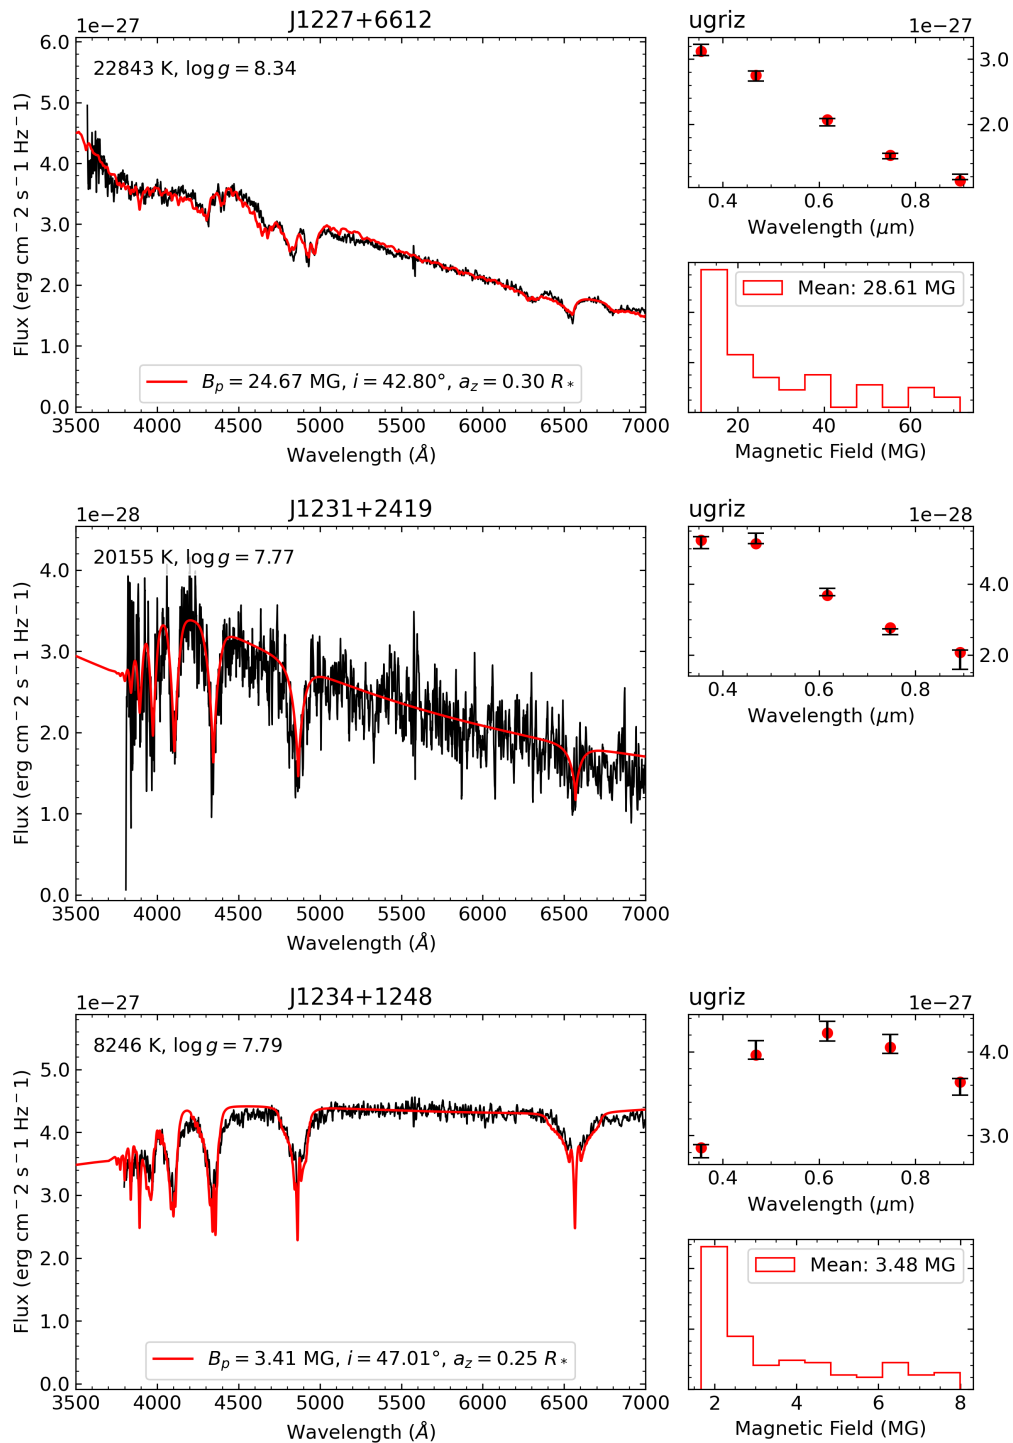 1e−27
J1227+6612
22843 K, log g = 8.34
6.0
5.0
4.0
3.0
2.0
1.0
0.0
Flux (erg cm−2 s−1 Hz−1)
B_p = 24.67 MG, i = 42.80°, a_z = 0.30 R*
3500 4000 4500 5000 5500 6000 6500 7000
Wavelength (Å)
ugriz
1e−27
3.0
2.0
0.4 0.6 0.8
Wavelength (μm)
Mean: 28.61 MG
20 40 60
Magnetic Field (MG)
1e−28
J1231+2419
20155 K, log g = 7.77
4.0
3.0
2.0
1.0
0.0
Flux (erg cm−2 s−1 Hz−1)
3500 4000 4500 5000 5500 6000 6500 7000
Wavelength (Å)
ugriz
1e−28
4.0
2.0
0.4 0.6 0.8
Wavelength (μm)
1e−27
J1234+1248
8246 K, log g = 7.79
5.0
4.0
3.0
2.0
1.0
0.0
Flux (erg cm−2 s−1 Hz−1)
B_p = 3.41 MG, i = 47.01°, a_z = 0.25 R*
3500 4000 4500 5000 5500 6000 6500 7000
Wavelength (Å)
ugriz
1e−27
4.0
3.0
0.4 0.6 0.8
Wavelength (μm)
Mean: 3.48 MG
2 4 6 8
Magnetic Field (MG)